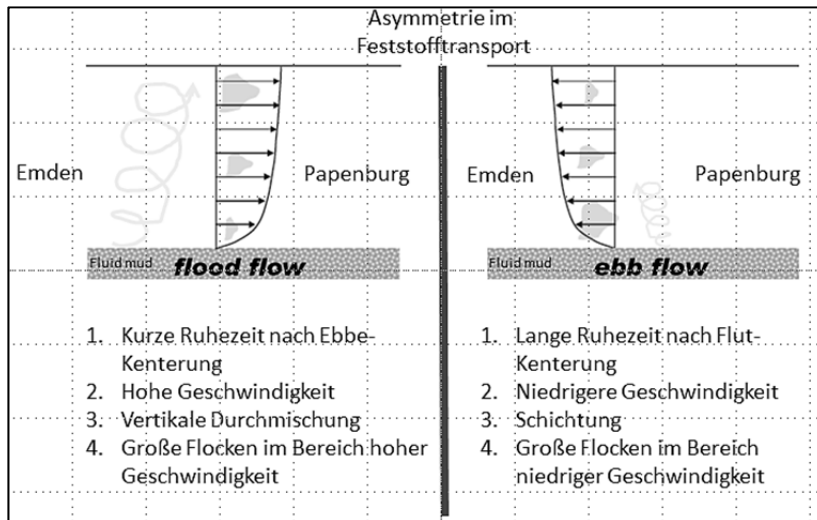 Asymmetrie im
Feststofftransport
Emden
Papenburg
Fluid mud
flood flow
1. Kurze Ruhezeit nach Ebbe-
Kenterung
2. Hohe Geschwindigkeit
3. Vertikale Durchmischung
4. Große Flocken im Bereich hoher
Geschwindigkeit
Emden
Papenburg
Fluid mud
ebb flow
1. Lange Ruhezeit nach Flut-
Kenterung
2. Niedrigere Geschwindigkeit
3. Schichtung
4. Große Flocken im Bereich
niedriger Geschwindigkeit